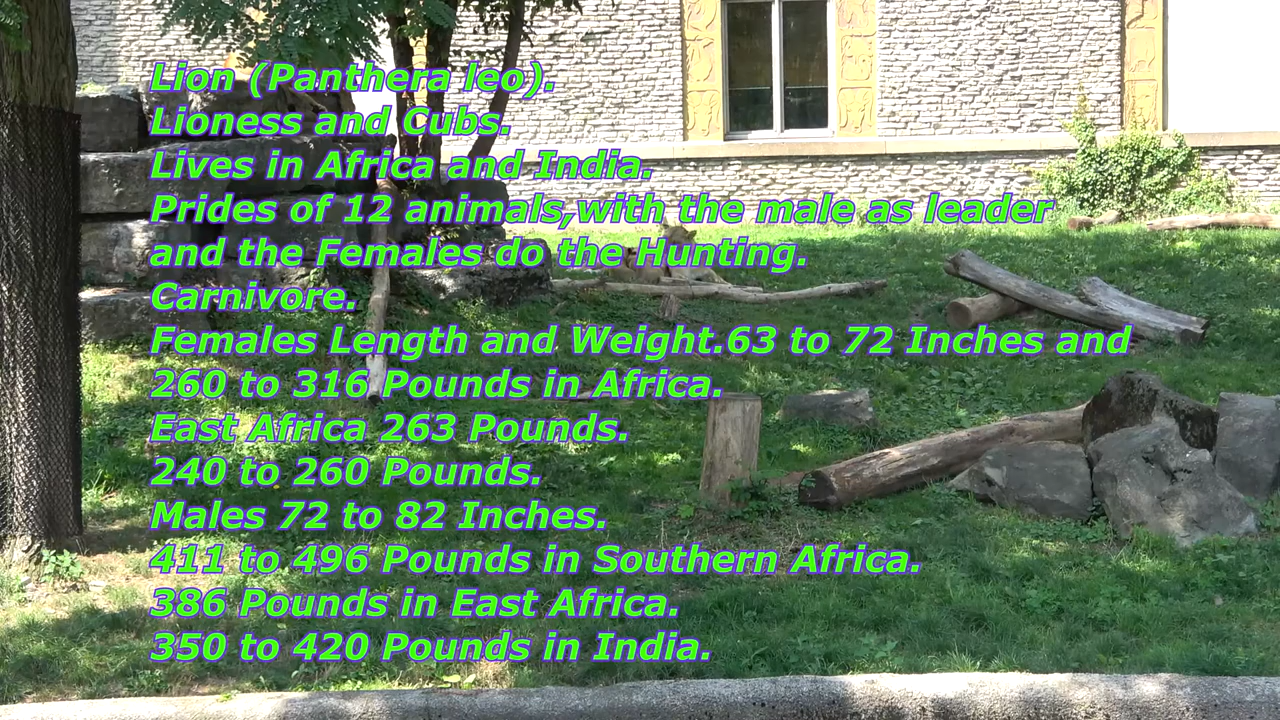 Lion (Panthera leo).
Lioness and Cubs.
Lives in Africa and India.
Prides of 12 animals,with the male as leader
and the Females do the Hunting.
Carnivore.
Females Length and Weight.63 to 72 Inches and
260 to 316 Pounds in Africa.
East Africa 263 Pounds.
240 to 260 Pounds.
Males 72 to 82 Inches.
411 to 496 Pounds in Southern Africa.
386 Pounds in East Africa.
350 to 420 Pounds in India.